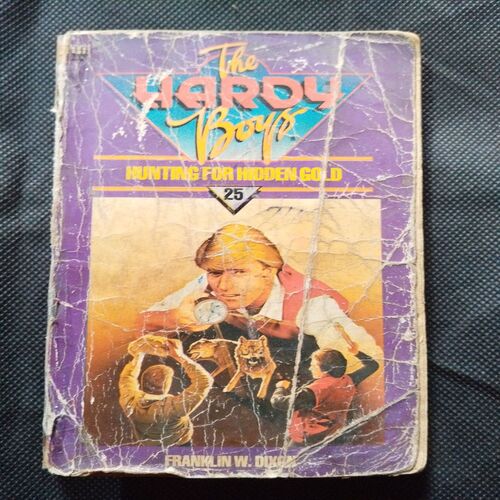 The
HARDY
Boys
HUNTING FOR HIDDEN GOLD
25
FRANKLIN W. DIXON